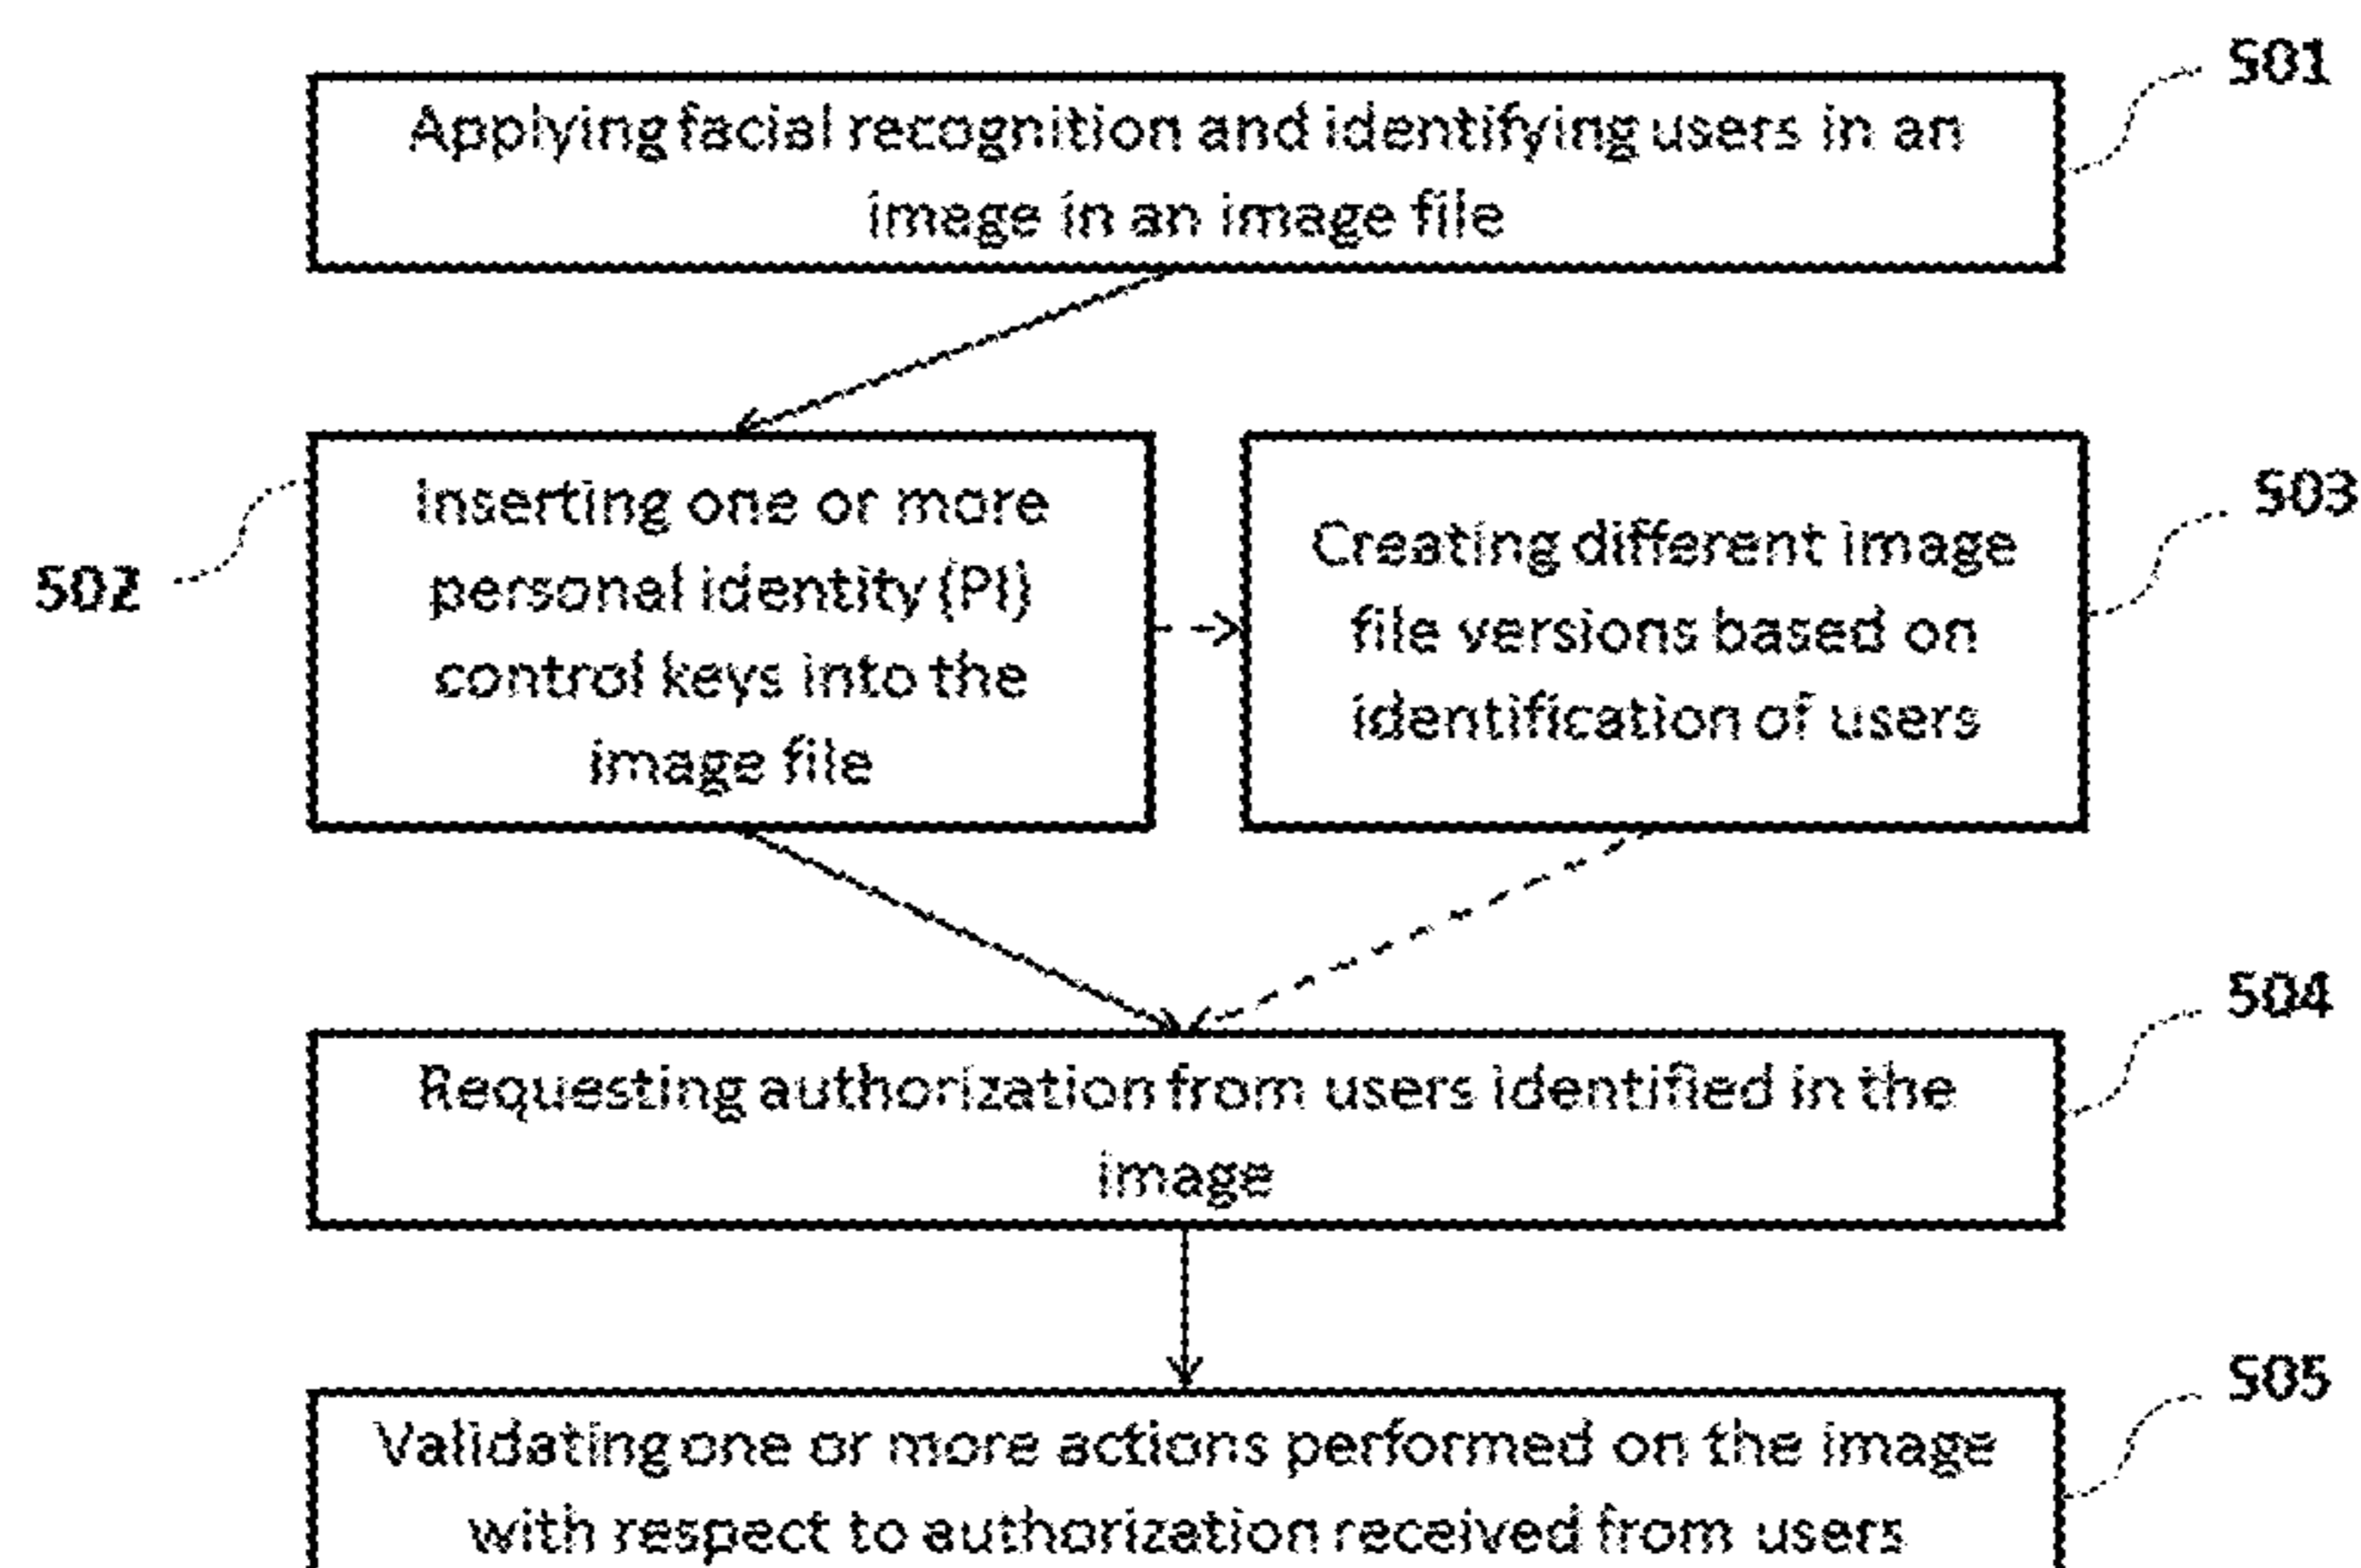 501
Applying facial recognition and identifying users in an
image in an image file
502
Inserting one or more
personal identity (PI)
control keys into the
image file
503
Creating different image
file versions based on
identification of users
504
Requesting authorization from users identified in the
image
505
Validating one or more actions performed on the image
with respect to authorization received from users